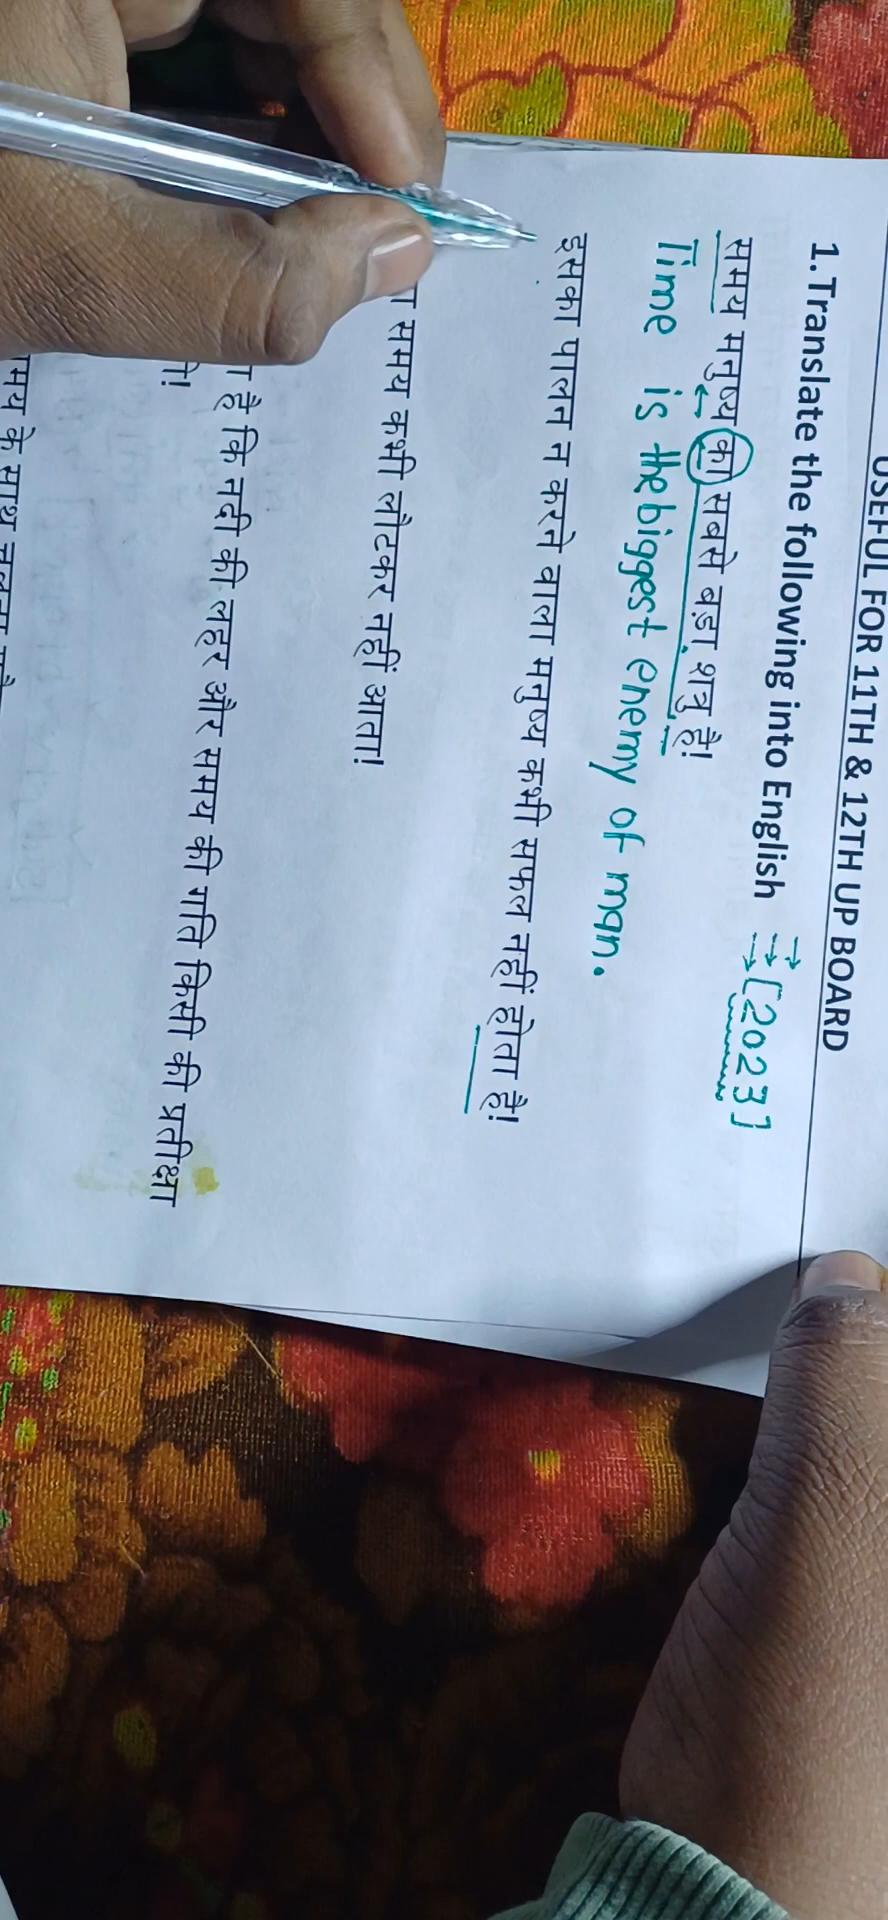 USEFUL FOR 11TH & 12TH UP BOARD
1.Translate the following into English → [2023]
समय मनुष्य का सबसे बड़ा शत्रु है!
Time is the biggest enemy of man.
इसका पालन न करने वाला मनुष्य कभी सफल नहीं होता है!
समय कभी लौटकर नहीं आता!
है कि नदी की लहर और समय की गति किसी की प्रतीक्षा
के साथ